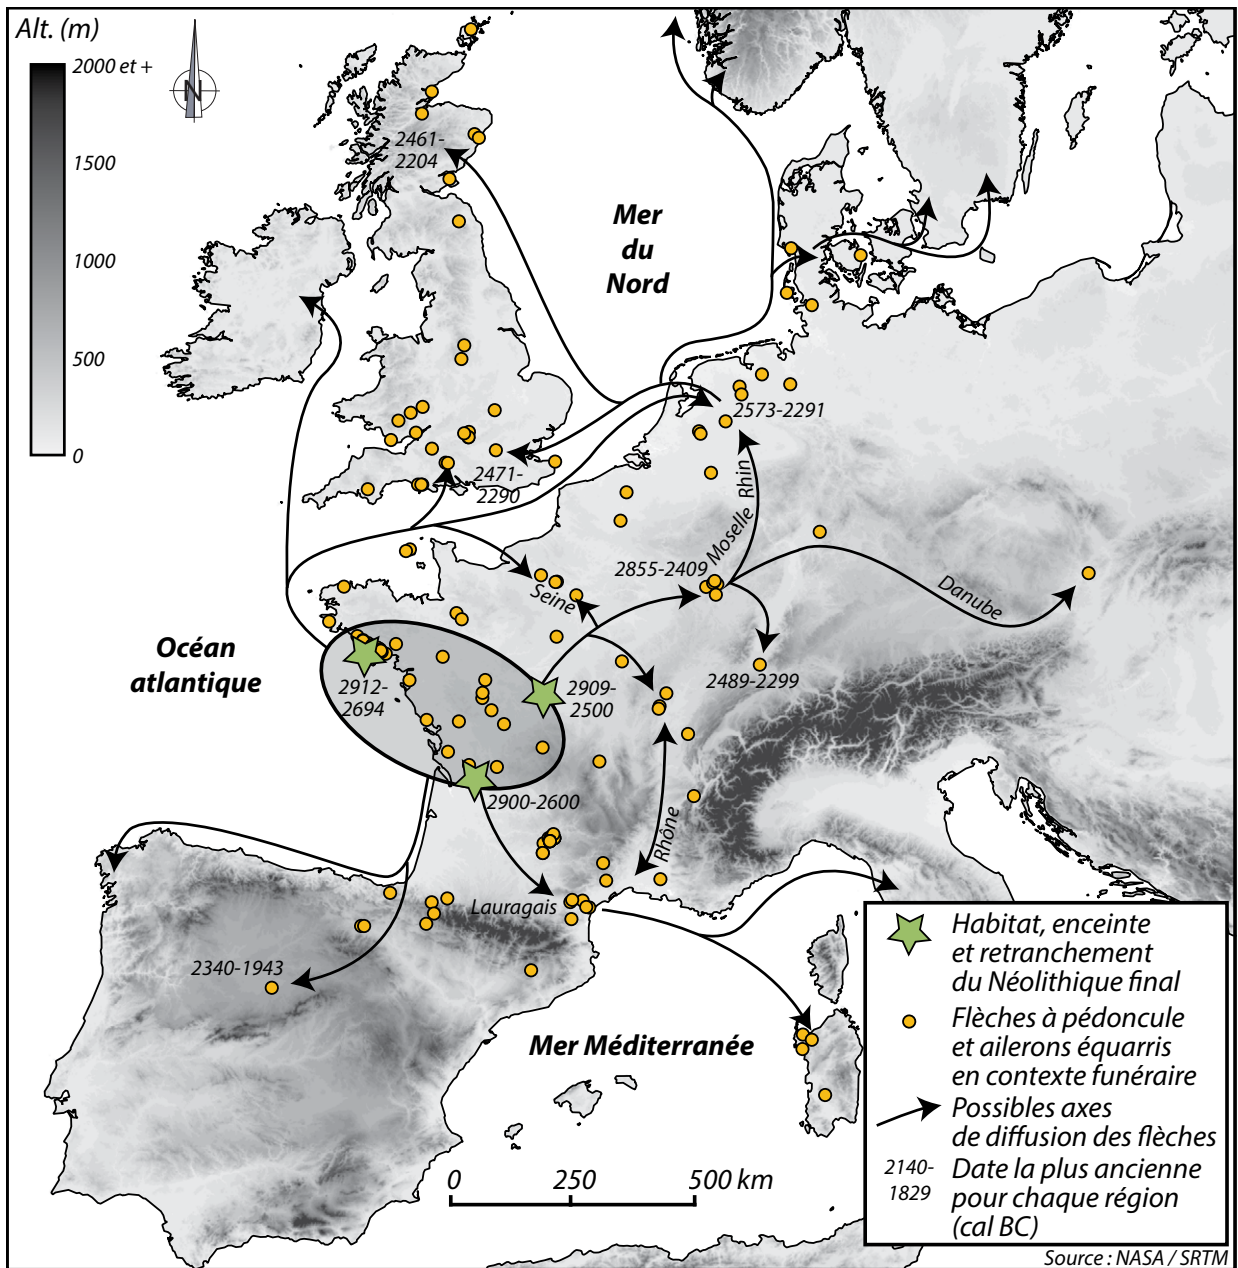 Alt. (m)
2000 et +
1500
1000
500
0
N
2461-
2204
Mer
du
Nord
2573-2291
2471-
2290
Rhin
Moselle
2855-2409
Seine
Danube
Océan
atlantique
2912-
2694
2909-
2500
2489-2299
2900-2600
Rhône
Lauragais
2340-1943
Mer Méditerranée
0 250 500 km
Habitat, enceinte
et retranchement
du Néolithique final
Flèches à pédoncule
et ailerons équarris
en contexte funéraire
Possibles axes
de diffusion des flèches
2140-
1829
Date la plus ancienne
pour chaque région
(cal BC)
Source : NASA / SRTM